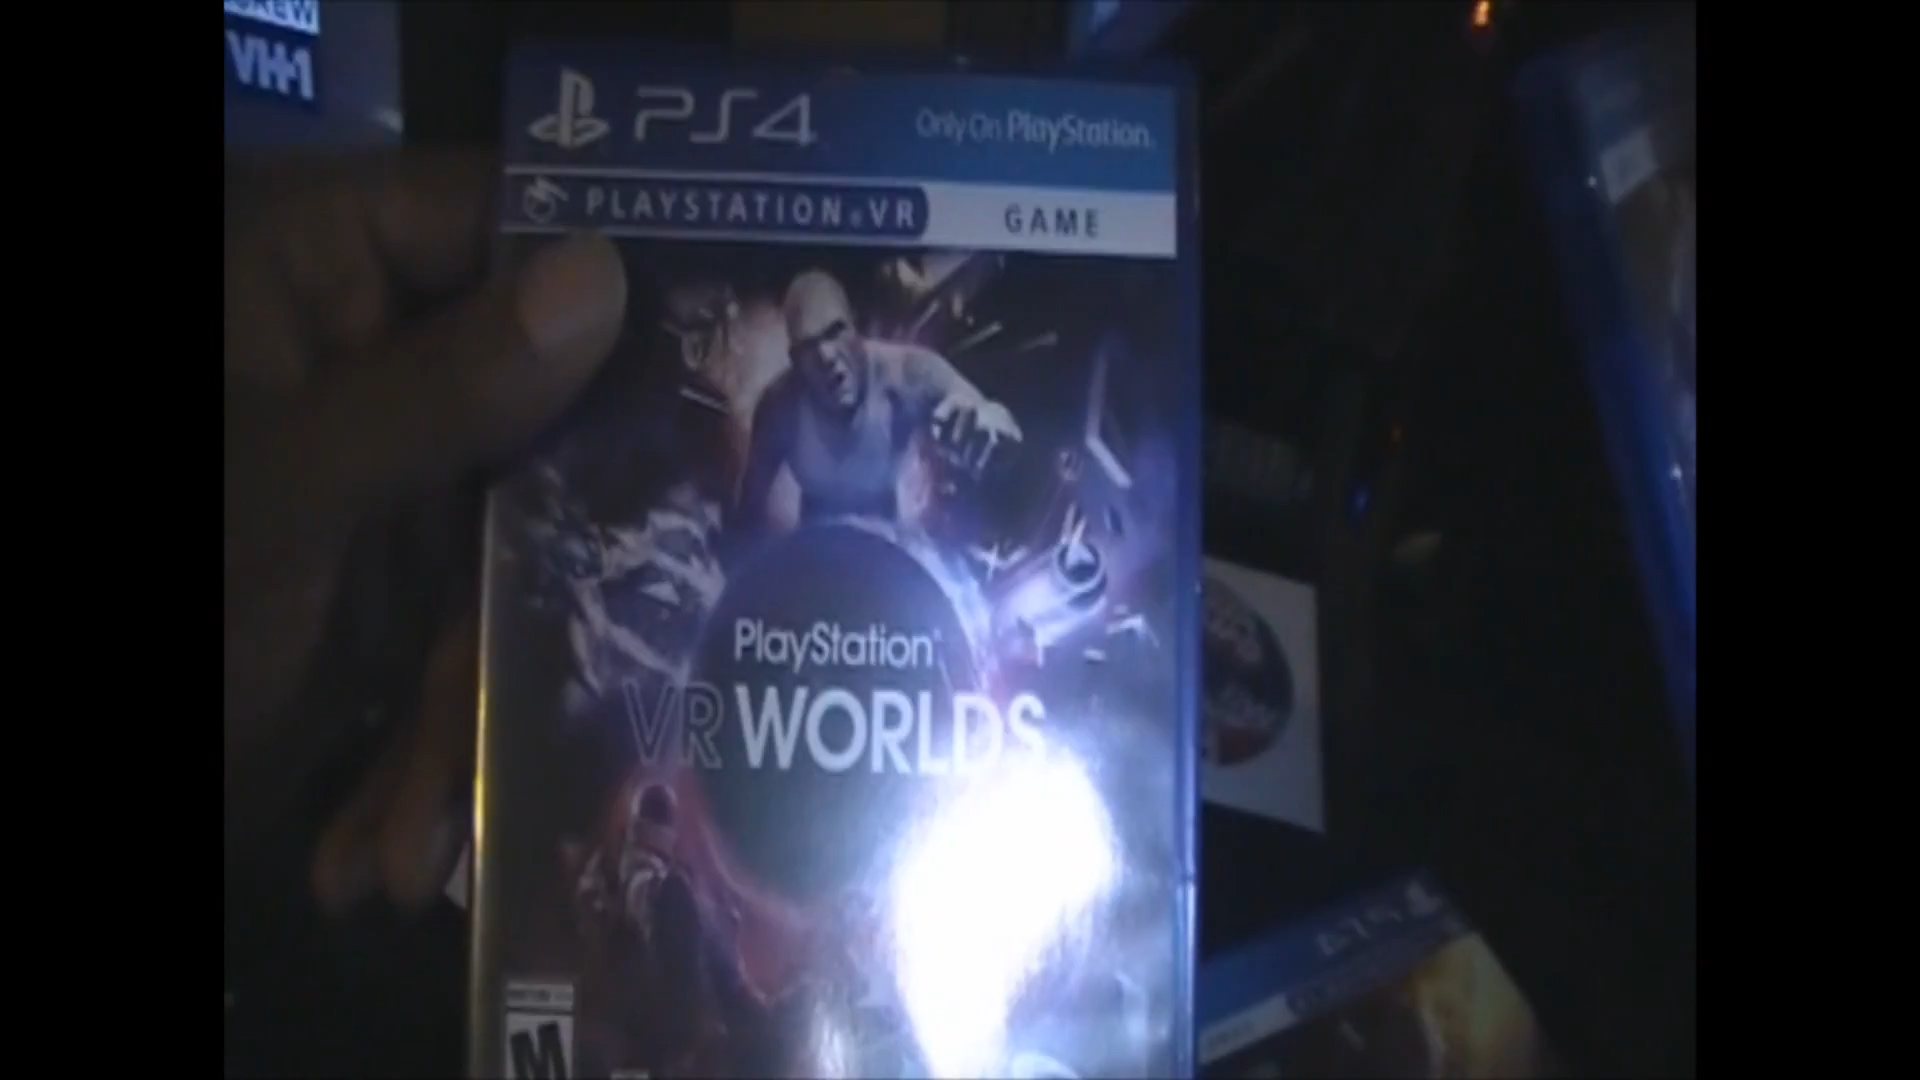 VH1
PS4
Only On PlayStation
PLAYSTATION VR
GAME
PlayStation
VR WORLDS
M